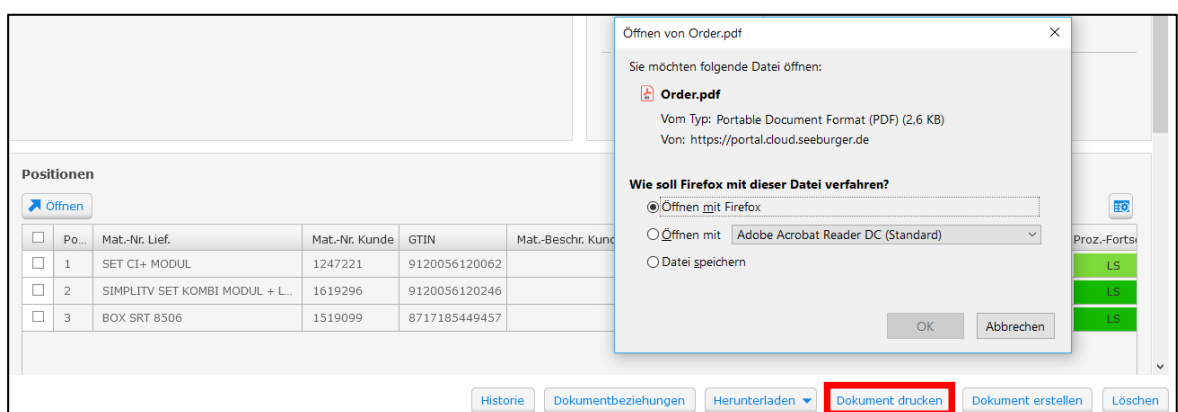 Öffnen von Order.pdf
Sie möchten folgende Datei öffnen:
Order.pdf
Vom Typ: Portable Document Format (PDF) (2,6 KB)
Von: https://portal.cloud.seeburger.de
Wie soll Firefox mit dieser Datei verfahren?
Öffnen mit Firefox
Öffnen mit Adobe Acrobat Reader DC (Standard)
Datei speichern
OK Abbrechen
Positionen
Öffnen
Po... Mat.-Nr. Lief. Mat.-Nr. Kunde GTIN Mat.-Beschr. Kund Proz.-Fortsc
1 SET CI+ MODUL 1247221 9120056120062 LS
2 SIMPLITV SET KOMBI MODUL + L... 1619296 9120056120246 LS
3 BOX SRT 8506 1519099 8717185449457 LS
Historie Dokumentbeziehungen Herunterladen Dokument drucken Dokument erstellen Löschen